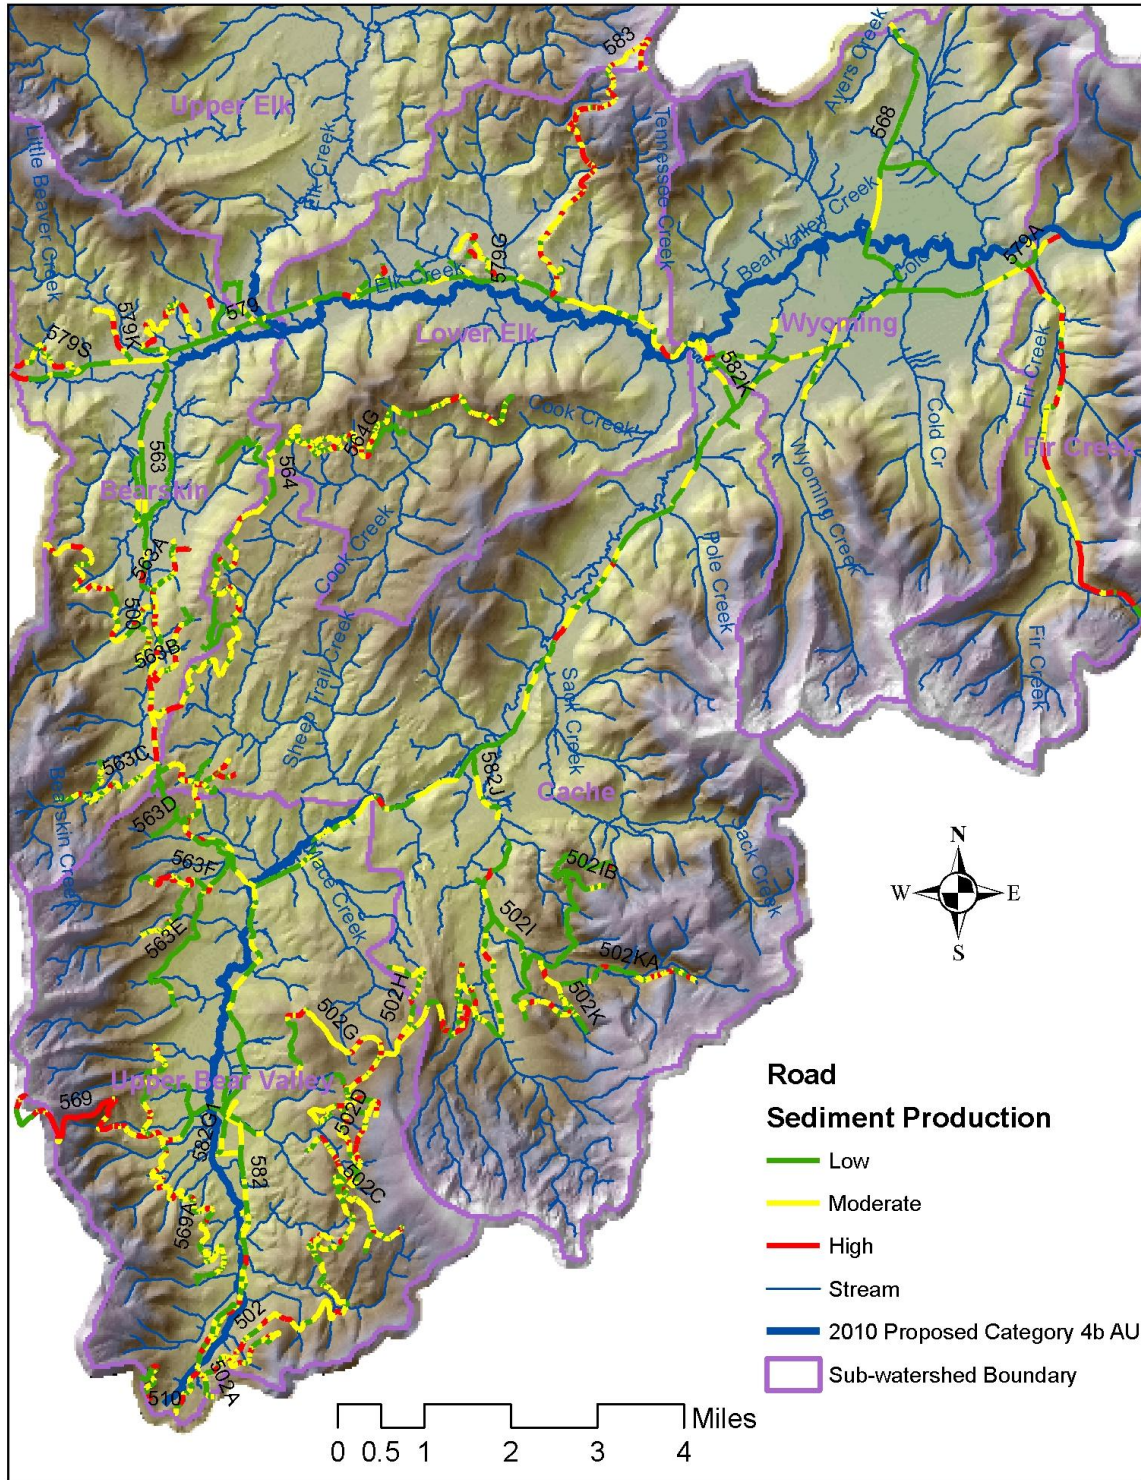 583
Ayers Creek
Upper Elk
568
Little Beaver Creek
Elk Creek
Tennessee Creek
Bear Valley Creek
579A
Cold Cr
579G
Elk Creek
579
579K
Lower Elk
Wyoming
579S
582K
Fir Creek
Cook Creek
564G
Cold Cr
563
564
Wyoming Creek
Fir Creek
Bearskin
Cook Creek
Pole Creek
563A
509
563B
Fir Creek
Sheep Trail Creek
Sack Creek
563C
Bearskin Creek
582J
Cache
563D
Sack Creek
Mace Creek
563F
502IB
N
W
E
S
563E
502I
502KA
502H
502K
502G
Upper Bear Valley
569
502D
582G1
582
502C
569A
502
502A
510
Road
Sediment Production
Low
Moderate
High
Stream
2010 Proposed Category 4b AU
Sub-watershed Boundary
Miles
0 0.5 1 2 3 4